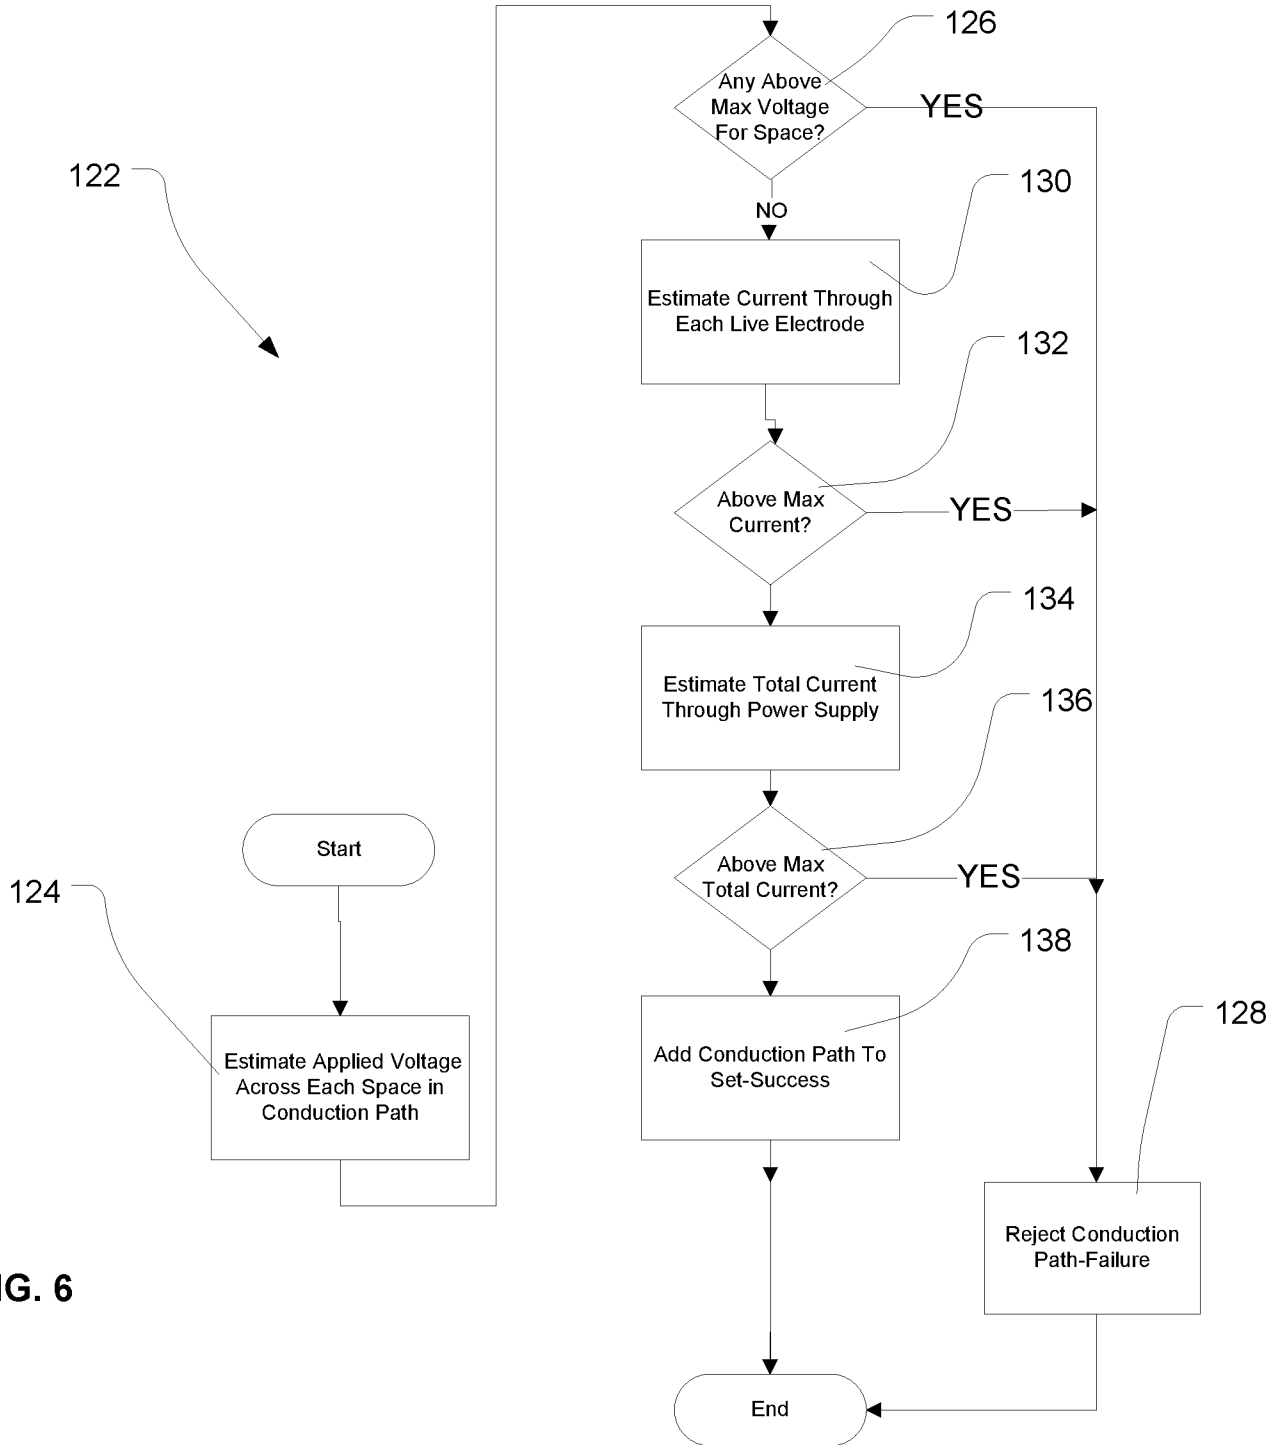 126
Any Above
Max Voltage
For Space?
YES
122
130
NO
Estimate Current Through
Each Live Electrode
132
Above Max
Current?
YES
134
Estimate Total Current
Through Power Supply
136
Start
Above Max
Total Current?
YES
124
138
Estimate Applied Voltage
Across Each Space in
Conduction Path
Add Conduction Path To
Set-Success
128
Reject Conduction
Path-Failure
IG. 6
End